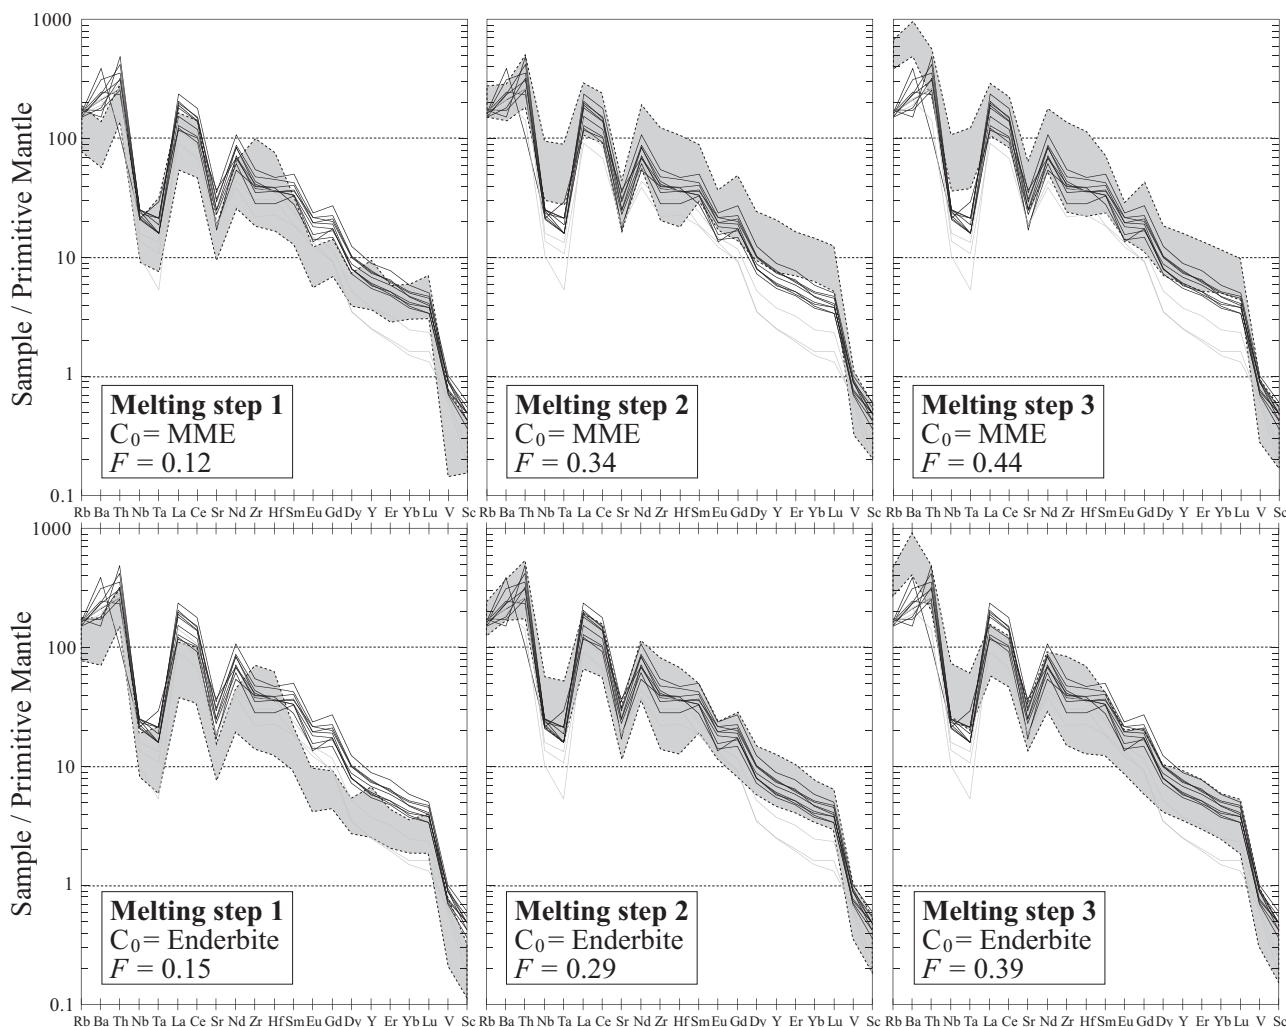 Sample / Primitive Mantle
1000
100
10
1
0.1
Melting step 1
C₀= MME
F = 0.12
Melting step 2
C₀= MME
F = 0.34
Melting step 3
C₀= MME
F = 0.44
Rb Ba Th Nb Ta La Ce Sr Nd Zr Hf Sm Eu Gd Dy Y Er Yb Lu V Sc
Rb Ba Th Nb Ta La Ce Sr Nd Zr Hf Sm Eu Gd Dy Y Er Yb Lu V Sc
Rb Ba Th Nb Ta La Ce Sr Nd Zr Hf Sm Eu Gd Dy Y Er Yb Lu V Sc
Sample / Primitive Mantle
1000
100
10
1
0.1
Melting step 1
C₀= Enderbite
F = 0.15
Melting step 2
C₀= Enderbite
F = 0.29
Melting step 3
C₀= Enderbite
F = 0.39
Rb Ba Th Nb Ta La Ce Sr Nd Zr Hf Sm Eu Gd Dy Y Er Yb Lu V Sc
Rb Ba Th Nb Ta La Ce Sr Nd Zr Hf Sm Eu Gd Dy Y Er Yb Lu V Sc
Rb Ba Th Nb Ta La Ce Sr Nd Zr Hf Sm Eu Gd Dy Y Er Yb Lu V Sc